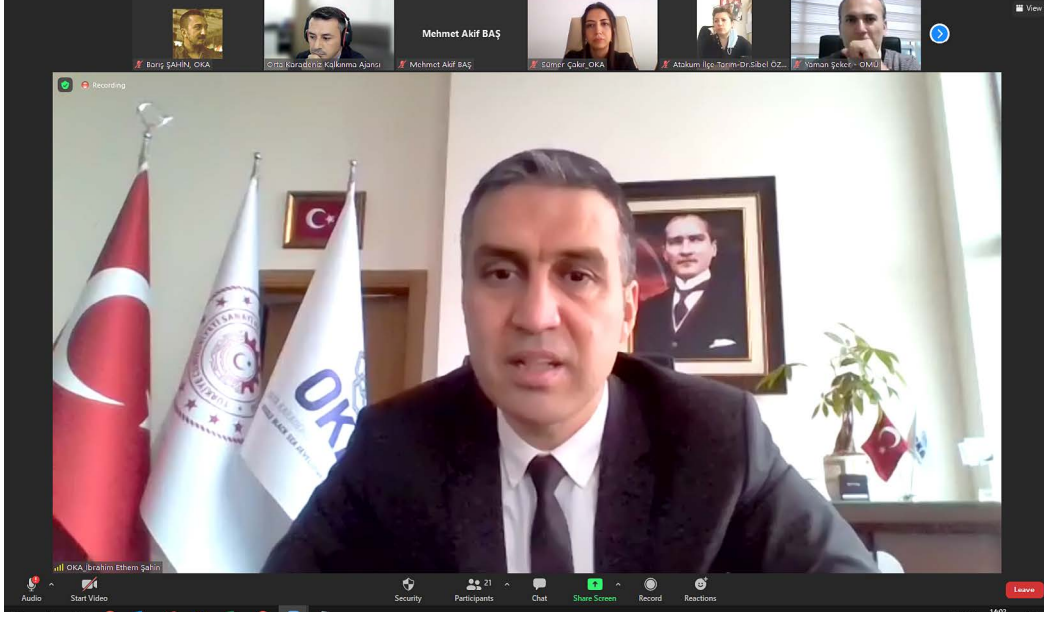 View
Mehmet Akif BAŞ
Barış ŞAHİN, OKA
Orta Karadeniz Kalkınma Ajansı
Mehmet Akif BAŞ
Sümer Çakır_OKA
Atakum İlçe Tarım-Dr.Sibel ÖZ...
Yaman Şeker - OMÜ
Recording
OKA
OKA_İbrahim Ethem Şahin
21
Audio
Start Video
Security
Participants
Chat
Share Screen
Record
Reactions
Leave